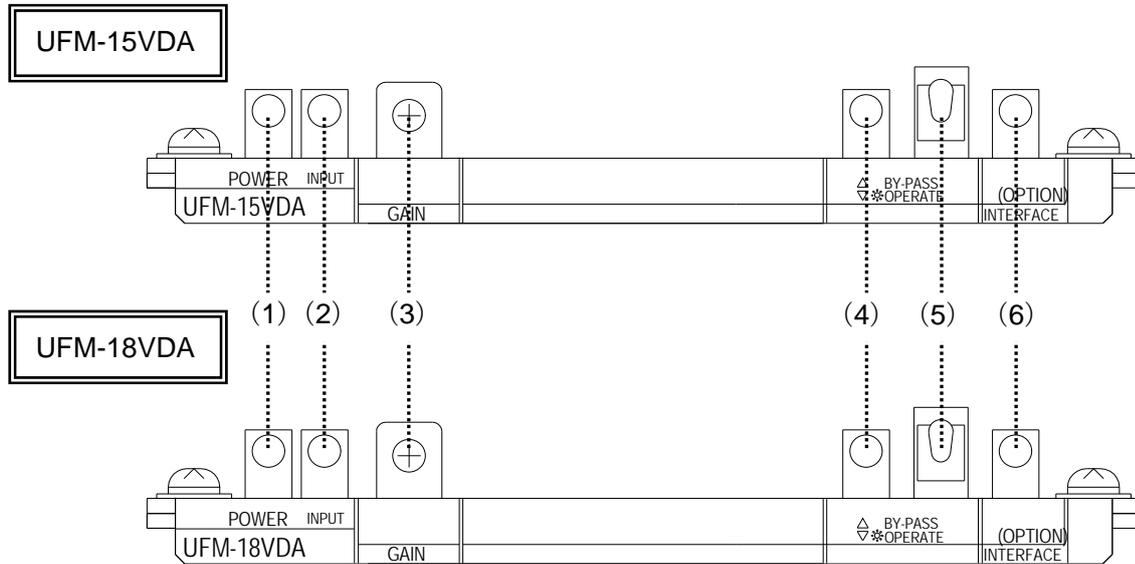 UFM-15VDA
POWER INPUT
△ BY-PASS
▽☼OPERATE
(OPTION)
UFM-15VDA
GAIN
INTERFACE
(1) (2) (3) (4) (5) (6)
UFM-18VDA
POWER INPUT
△ BY-PASS
▽☼OPERATE
(OPTION)
UFM-18VDA
GAIN
INTERFACE